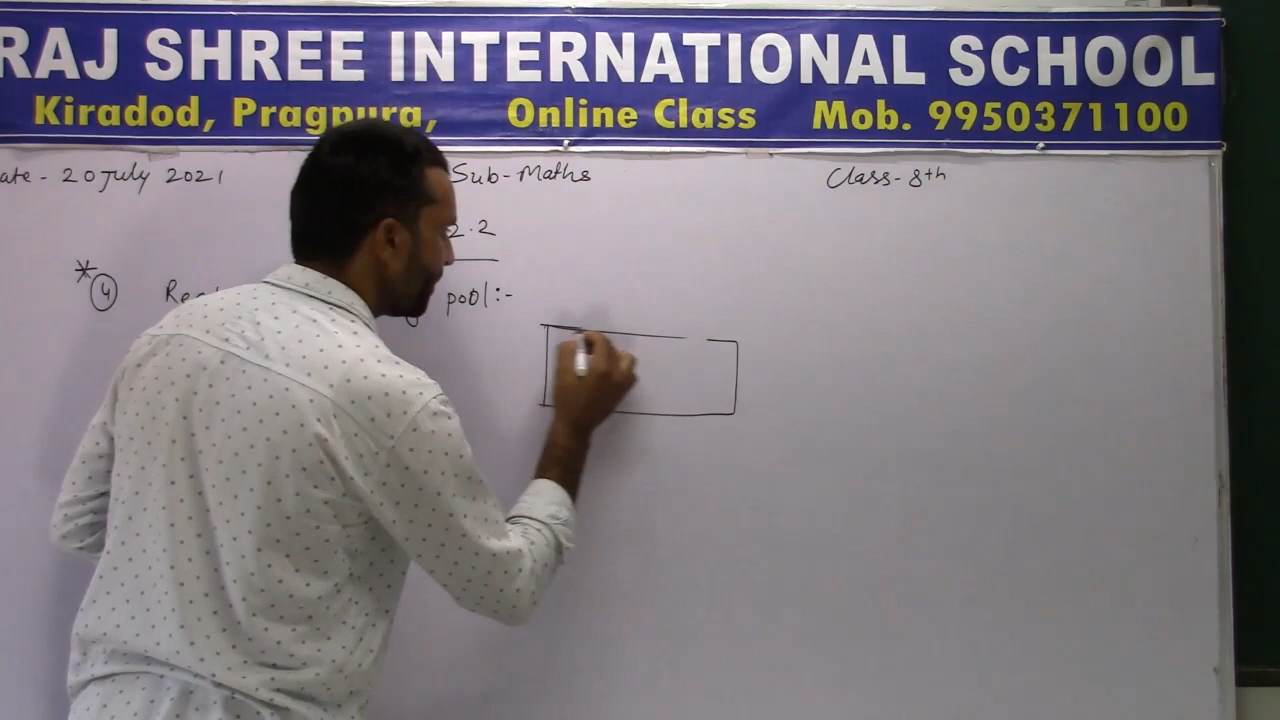 RAJ SHREE INTERNATIONAL SCHOOL
Kiradod, Pragpura, Online Class Mob. 9950371100
ate - 20 July 2021 Sub-Maths Class-8th
2.2
* 4 pool:-